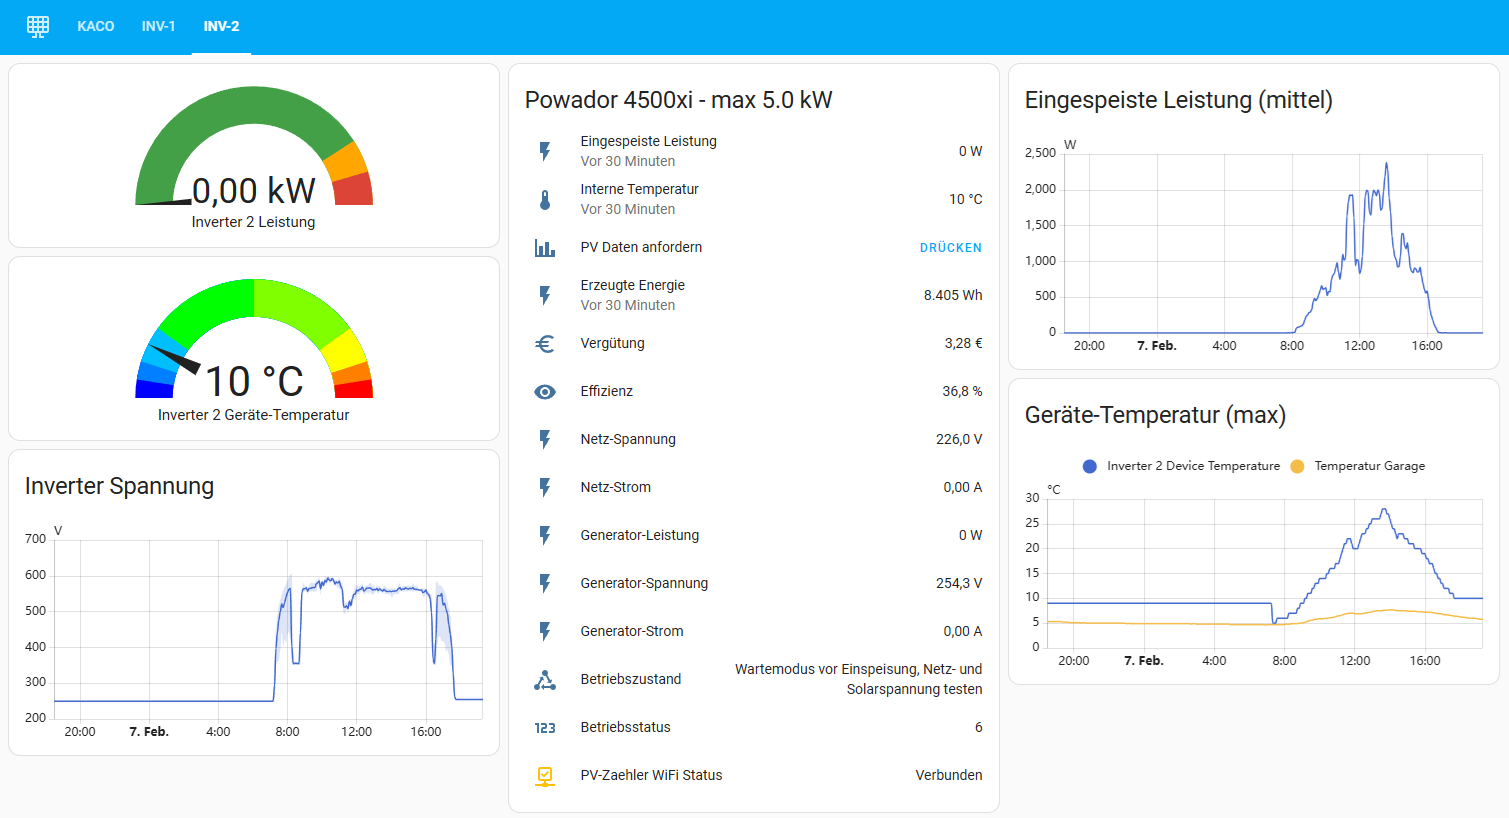 KACO INV-1 INV-2
0,00 kW
Inverter 2 Leistung
10 °C
Inverter 2 Geräte-Temperatur
Inverter Spannung
V
700
600
500
400
300
200
20:00 7. Feb. 4:00 8:00 12:00 16:00
Powador 4500xi - max 5.0 kW
Eingespeiste Leistung
Vor 30 Minuten
0 W
Interne Temperatur
Vor 30 Minuten
10 °C
PV Daten anfordern DRÜCKEN
Erzeugte Energie
Vor 30 Minuten
8.405 Wh
Vergütung 3,28 €
Effizienz 36,8 %
Netz-Spannung 226,0 V
Netz-Strom 0,00 A
Generator-Leistung 0 W
Generator-Spannung 254,3 V
Generator-Strom 0,00 A
Betriebszustand
Wartemodus vor Einspeisung, Netz- und
Solarspannung testen
123 Betriebsstatus 6
PV-Zaehler WiFi Status Verbunden
Eingespeiste Leistung (mittel)
W
2,500
2,000
1,500
1,000
500
0
20:00 7. Feb. 4:00 8:00 12:00 16:00
Geräte-Temperatur (max)
Inverter 2 Device Temperature Temperatur Garage
°C
30
25
20
15
10
5
0
20:00 7. Feb. 4:00 8:00 12:00 16:00